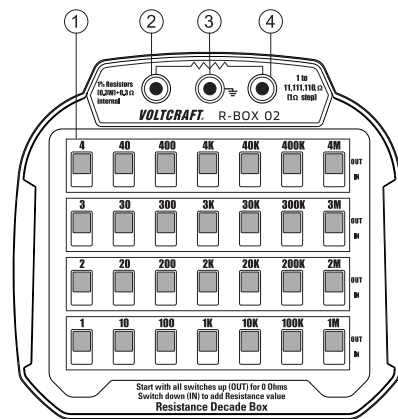 1 2 3 4
1% Resistors
(0,3W)+0,3 Ω
internal
1 to
11,111,110,Ω
(1Ω step)
VOLTCRAFT® R-BOX 02
4 40 400 4K 40K 400K 4M
OUT
IN
3 30 300 3K 30K 300K 3M
OUT
IN
2 20 200 2K 20K 200K 2M
OUT
IN
1 10 100 1K 10K 100K 1M
OUT
IN
Start with all switches up (OUT) for 0 Ohms
Switch down (IN) to add Resistance value
Resistance Decade Box